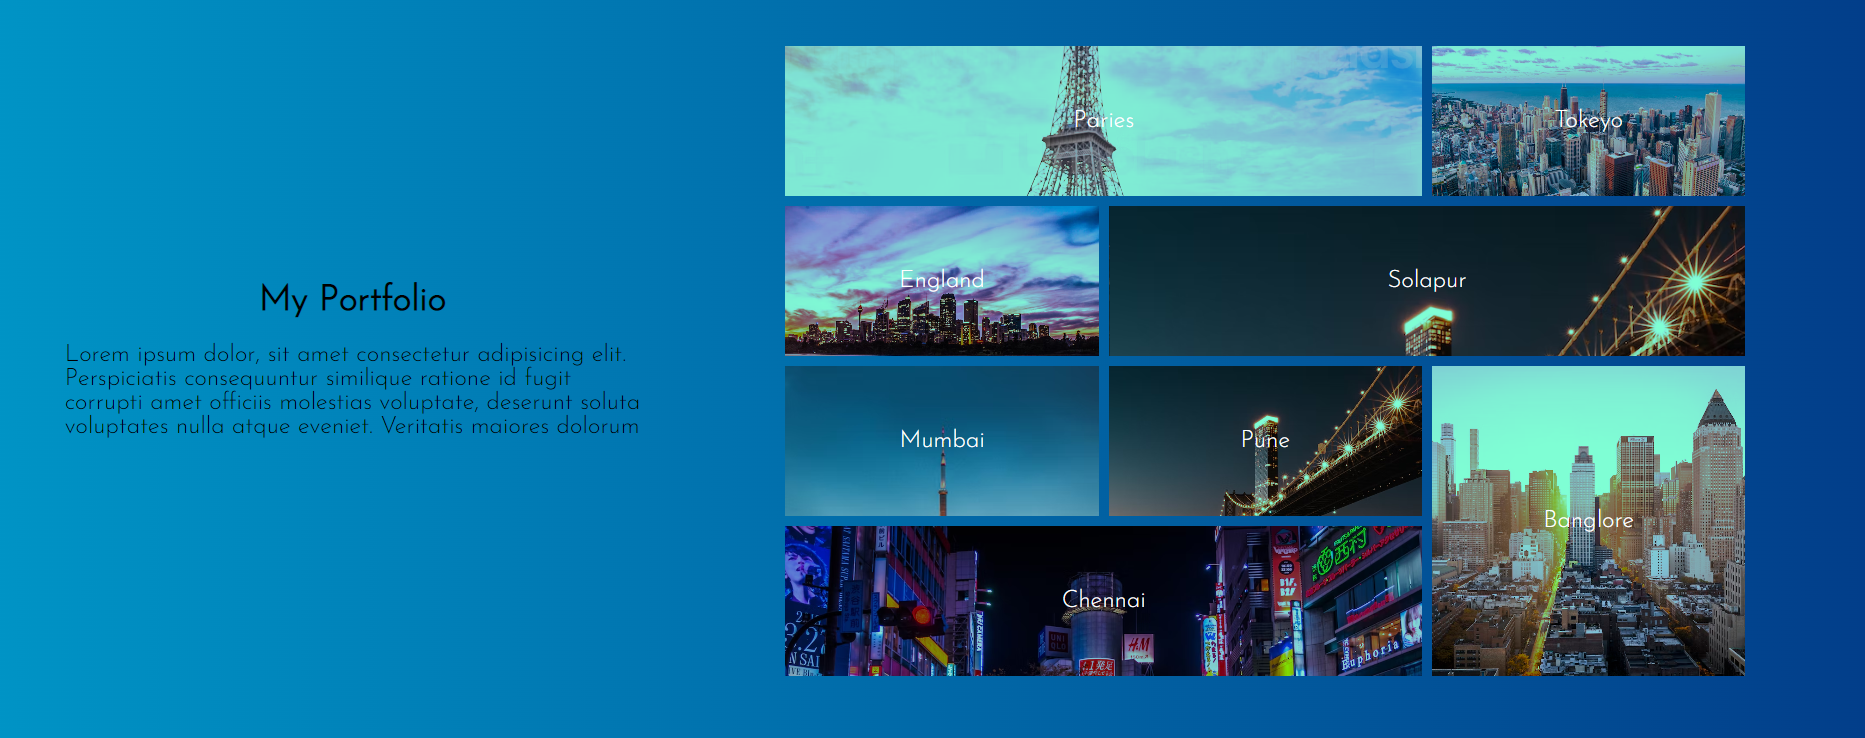 My Portfolio
Lorem ipsum dolor, sit amet consectetur adipisicing elit.
Perspiciatis consequuntur similique ratione id fugit
corrupti amet officiis molestias voluptate, deserunt soluta
voluptates nulla atque eveniet. Veritatis maiores dolorum
Paries
Tokeyo
England
Solapur
Mumbai
Pune
Banglore
Chennai
H&M
Euphoria